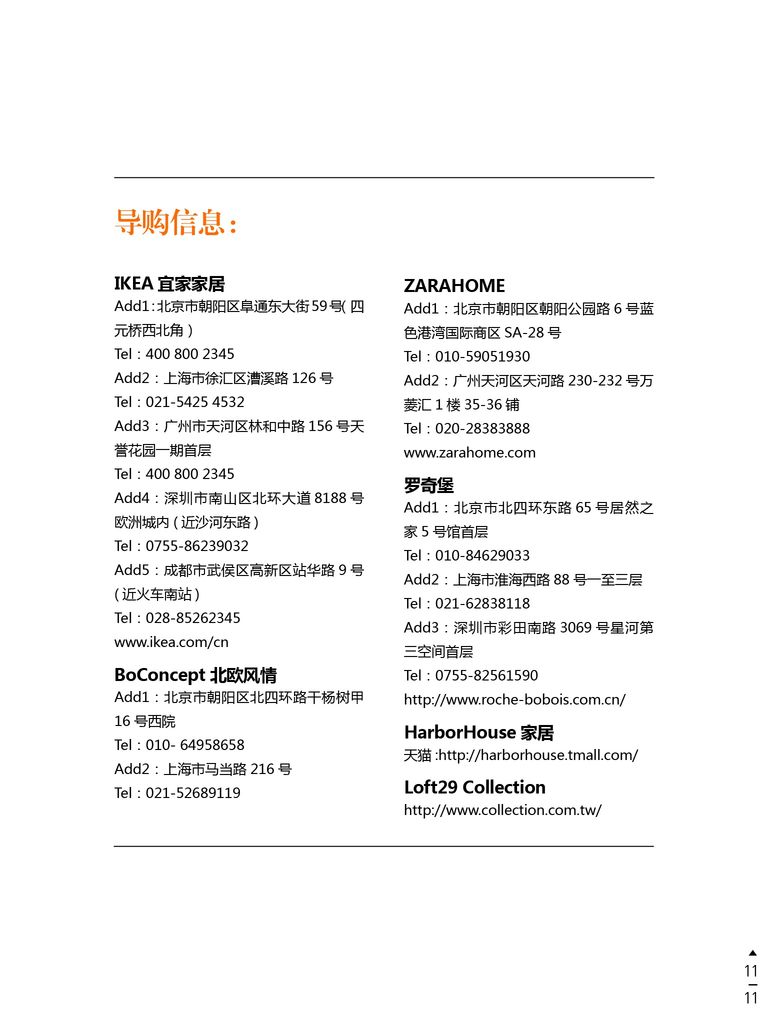 导购信息：
IKEA 宜家家居
Add1：北京市朝阳区阜通东大街 59 号( 四
元桥西北角 )
Tel：400 800 2345
Add2：上海市徐汇区漕溪路 126 号
Tel：021-5425 4532
Add3：广州市天河区林和中路 156 号天
誉花园一期首层
Tel：400 800 2345
Add4：深圳市南山区北环大道 8188 号
欧洲城内 ( 近沙河东路 )
Tel：0755-86239032
Add5：成都市武侯区高新区站华路 9 号
( 近火车南站 )
Tel：028-85262345
www.ikea.com/cn
BoConcept 北欧风情
Add1：北京市朝阳区北四环路干杨树甲
16 号西院
Tel：010- 64958658
Add2：上海市马当路 216 号
Tel：021-52689119
ZARAHOME
Add1：北京市朝阳区朝阳公园路 6 号蓝
色港湾国际商区 SA-28 号
Tel：010-59051930
Add2：广州天河区天河路 230-232 号万
菱汇 1 楼 35-36 铺
Tel：020-28383888
www.zarahome.com
罗奇堡
Add1：北京市北四环东路 65 号居然之
家 5 号馆首层
Tel：010-84629033
Add2：上海市淮海西路 88 号一至三层
Tel：021-62838118
Add3：深圳市彩田南路 3069 号星河第
三空间首层
Tel：0755-82561590
http://www.roche-bobois.com.cn/
HarborHouse 家居
天猫 :http://harborhouse.tmall.com/
Loft29 Collection
http://www.collection.com.tw/
11
11